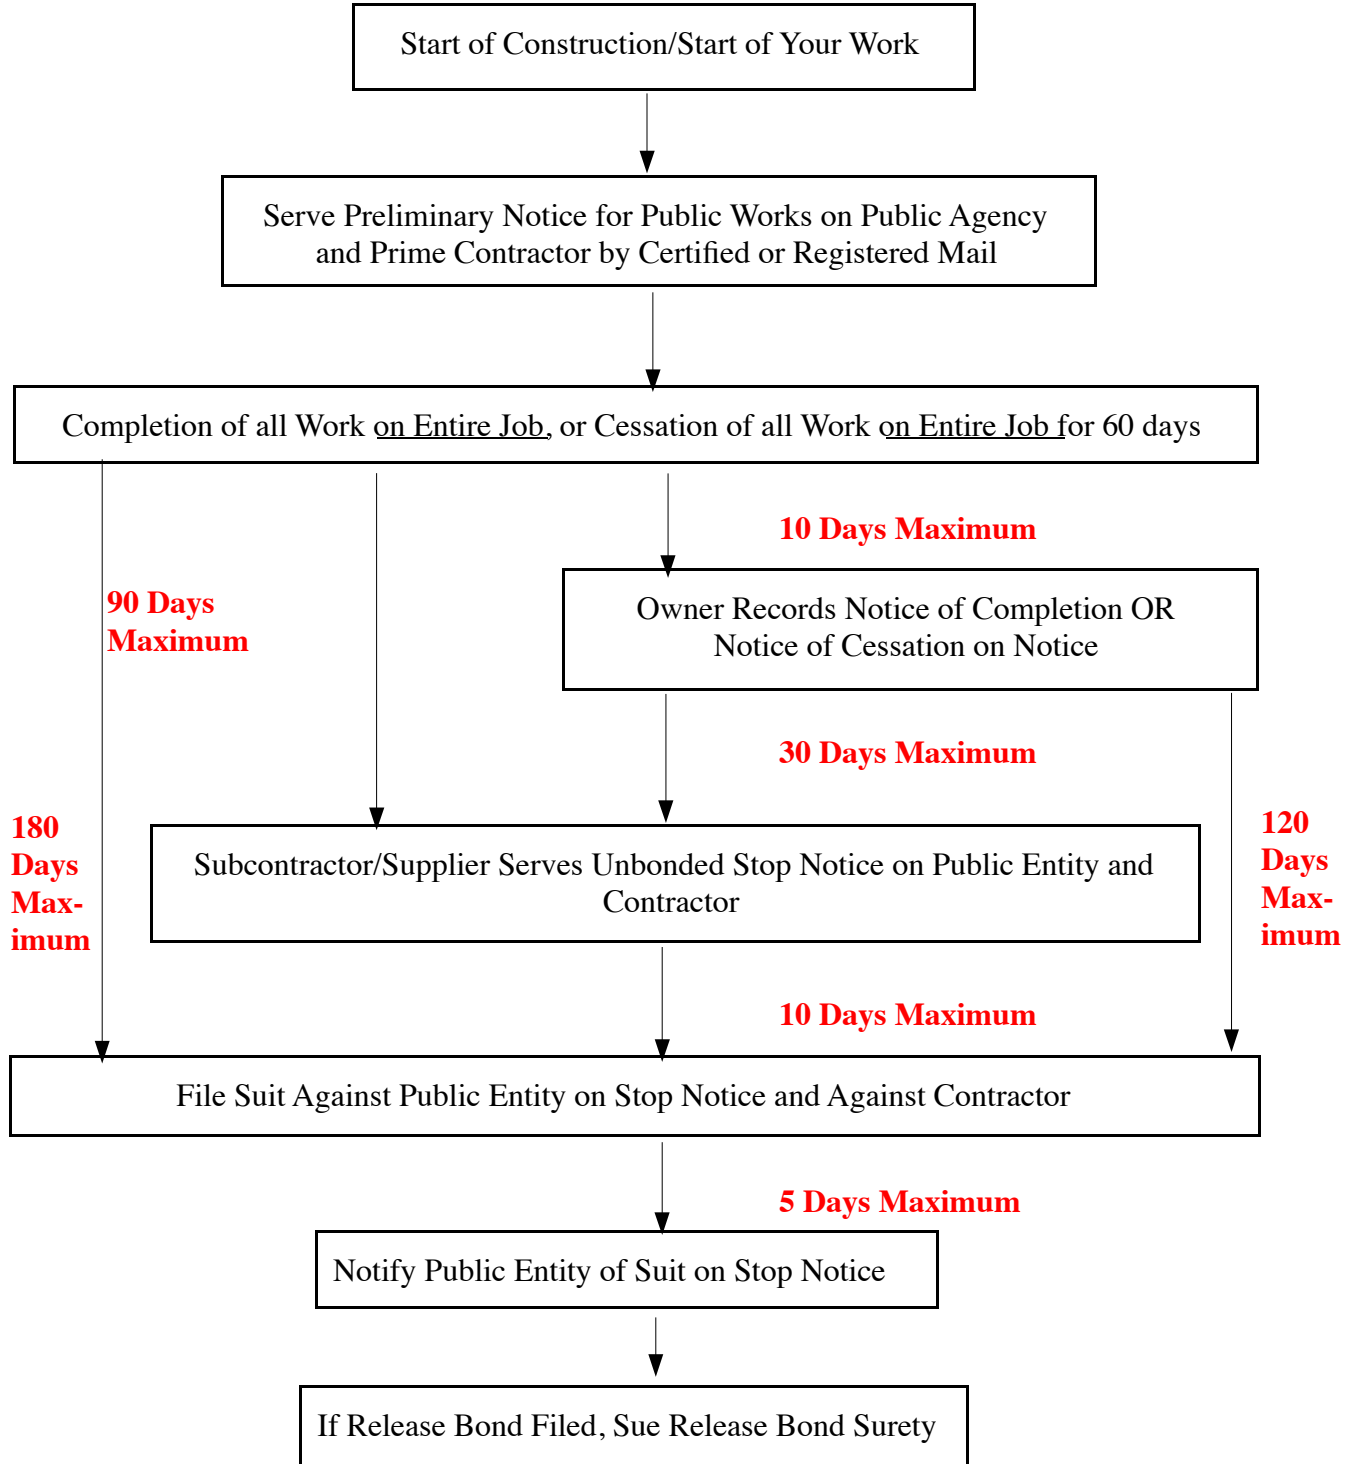 Start of Construction/Start of Your Work
Serve Preliminary Notice for Public Works on Public Agency
and Prime Contractor by Certified or Registered Mail
Completion of all Work on Entire Job, or Cessation of all Work on Entire Job for 60 days
10 Days Maximum
90 Days
Maximum
Owner Records Notice of Completion OR
Notice of Cessation on Notice
30 Days Maximum
180
Days
Max-
imum
120
Days
Max-
imum
Subcontractor/Supplier Serves Unbonded Stop Notice on Public Entity and
Contractor
10 Days Maximum
File Suit Against Public Entity on Stop Notice and Against Contractor
5 Days Maximum
Notify Public Entity of Suit on Stop Notice
If Release Bond Filed, Sue Release Bond Surety